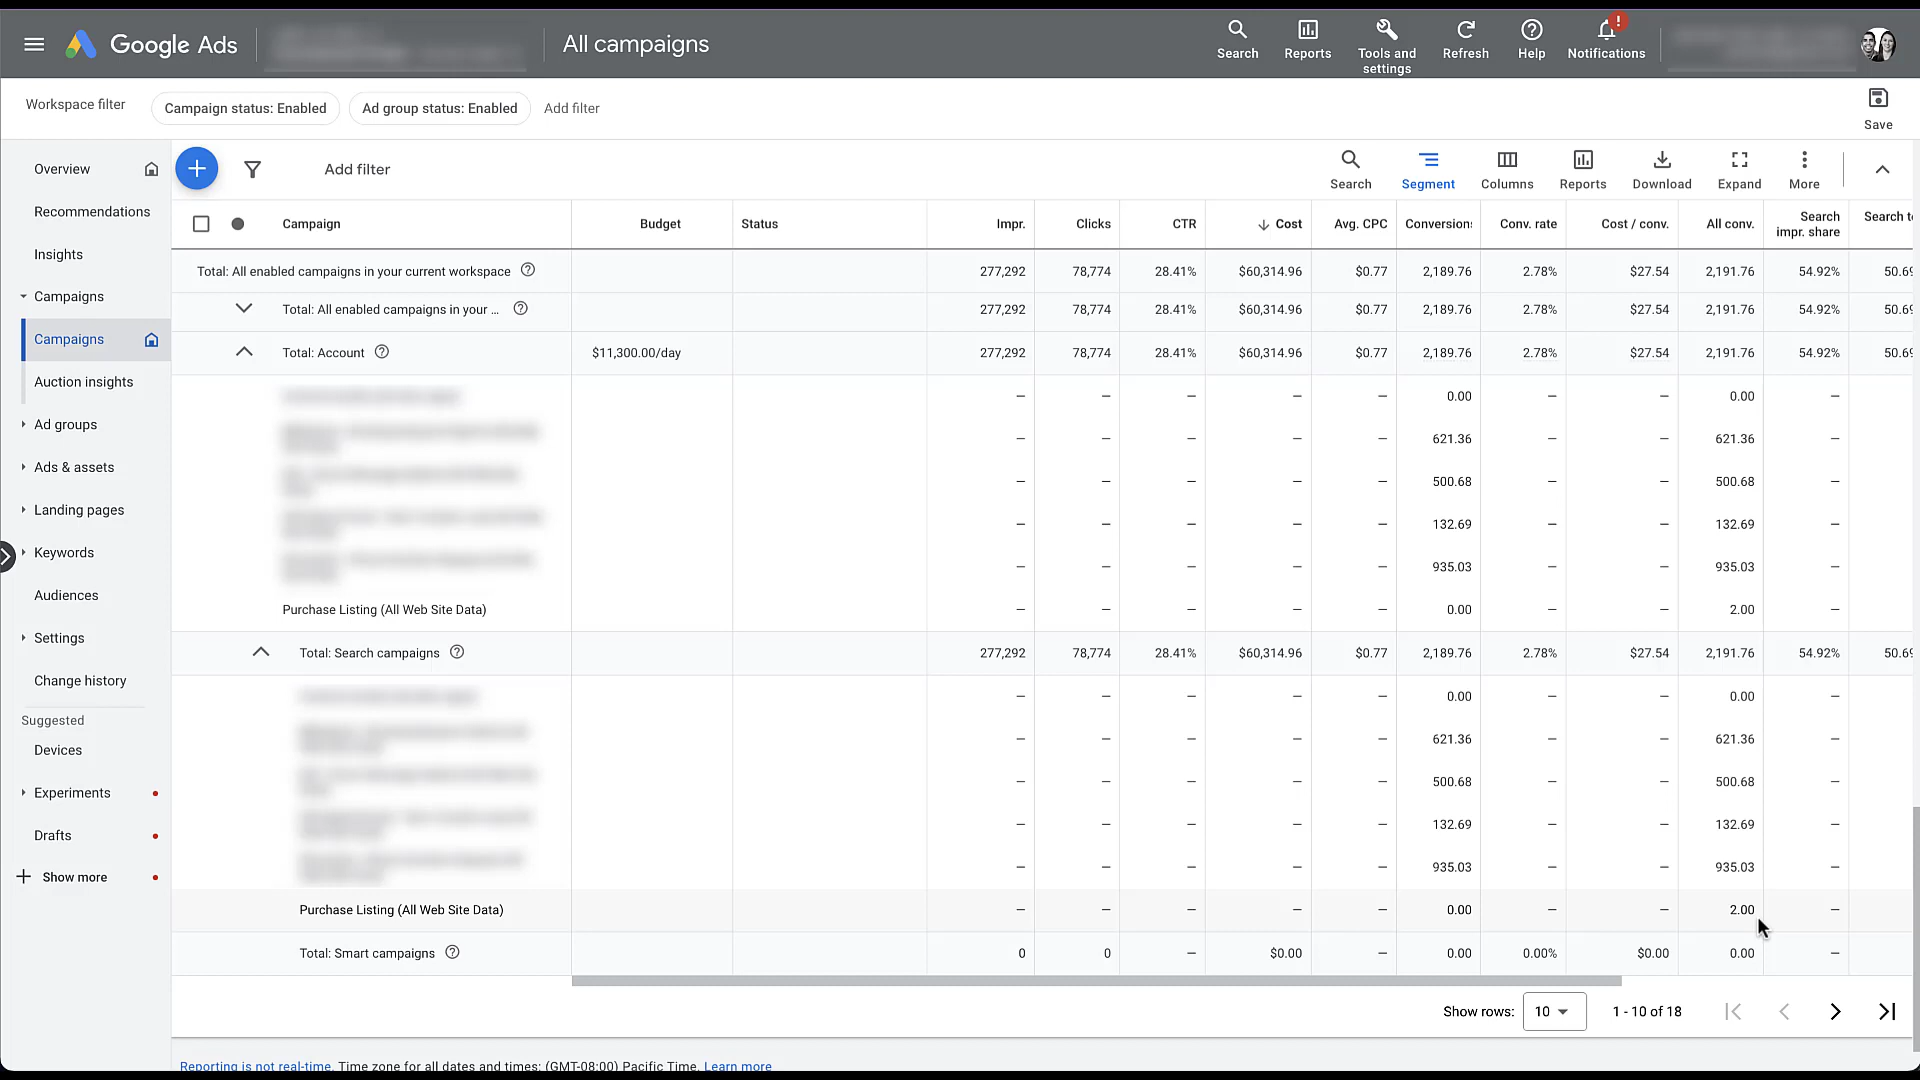 Google Ads
All campaigns
Search
Reports
Tools and
settings
Refresh
Help
!
Notifications
Workspace filter
Campaign status: Enabled
Ad group status: Enabled
Add filter
Save
Overview
Recommendations
Insights
Campaigns
Campaigns
Auction insights
Ad groups
Ads & assets
Landing pages
Keywords
Audiences
Settings
Change history
Suggested
Devices
Experiments
Drafts
Show more
Add filter
Search
Segment
Columns
Reports
Download
Expand
More
Campaign Budget Status Impr. Clicks CTR Cost Avg. CPC Conversions Conv. rate Cost / conv. All conv. Search impr. share Search to
Total: All enabled campaigns in your current workspace 277,292 78,774 28.41% $60,314.96 $0.77 2,189.76 2.78% $27.54 2,191.76 54.92% 50.69
Total: All enabled campaigns in your ... 277,292 78,774 28.41% $60,314.96 $0.77 2,189.76 2.78% $27.54 2,191.76 54.92% 50.69
Total: Account $11,300.00/day 277,292 78,774 28.41% $60,314.96 $0.77 2,189.76 2.78% $27.54 2,191.76 54.92% 50.69
— — — — — 0.00 — — 0.00 —
— — — — — 621.36 — — 621.36 —
— — — — — 500.68 — — 500.68 —
— — — — — 132.69 — — 132.69 —
— — — — — 935.03 — — 935.03 —
Purchase Listing (All Web Site Data) — — — — — 0.00 — — 2.00 —
Total: Search campaigns 277,292 78,774 28.41% $60,314.96 $0.77 2,189.76 2.78% $27.54 2,191.76 54.92% 50.69
— — — — — 0.00 — — 0.00 —
— — — — — 621.36 — — 621.36 —
— — — — — 500.68 — — 500.68 —
— — — — — 132.69 — — 132.69 —
— — — — — 935.03 — — 935.03 —
Purchase Listing (All Web Site Data) — — — — — 0.00 — — 2.00 —
Total: Smart campaigns 0 0 — $0.00 — 0.00 0.00% $0.00 0.00 —
Show rows: 10 1 - 10 of 18
Reporting is not real-time. Time zone for all dates and times: (GMT-08:00) Pacific Time. Learn more